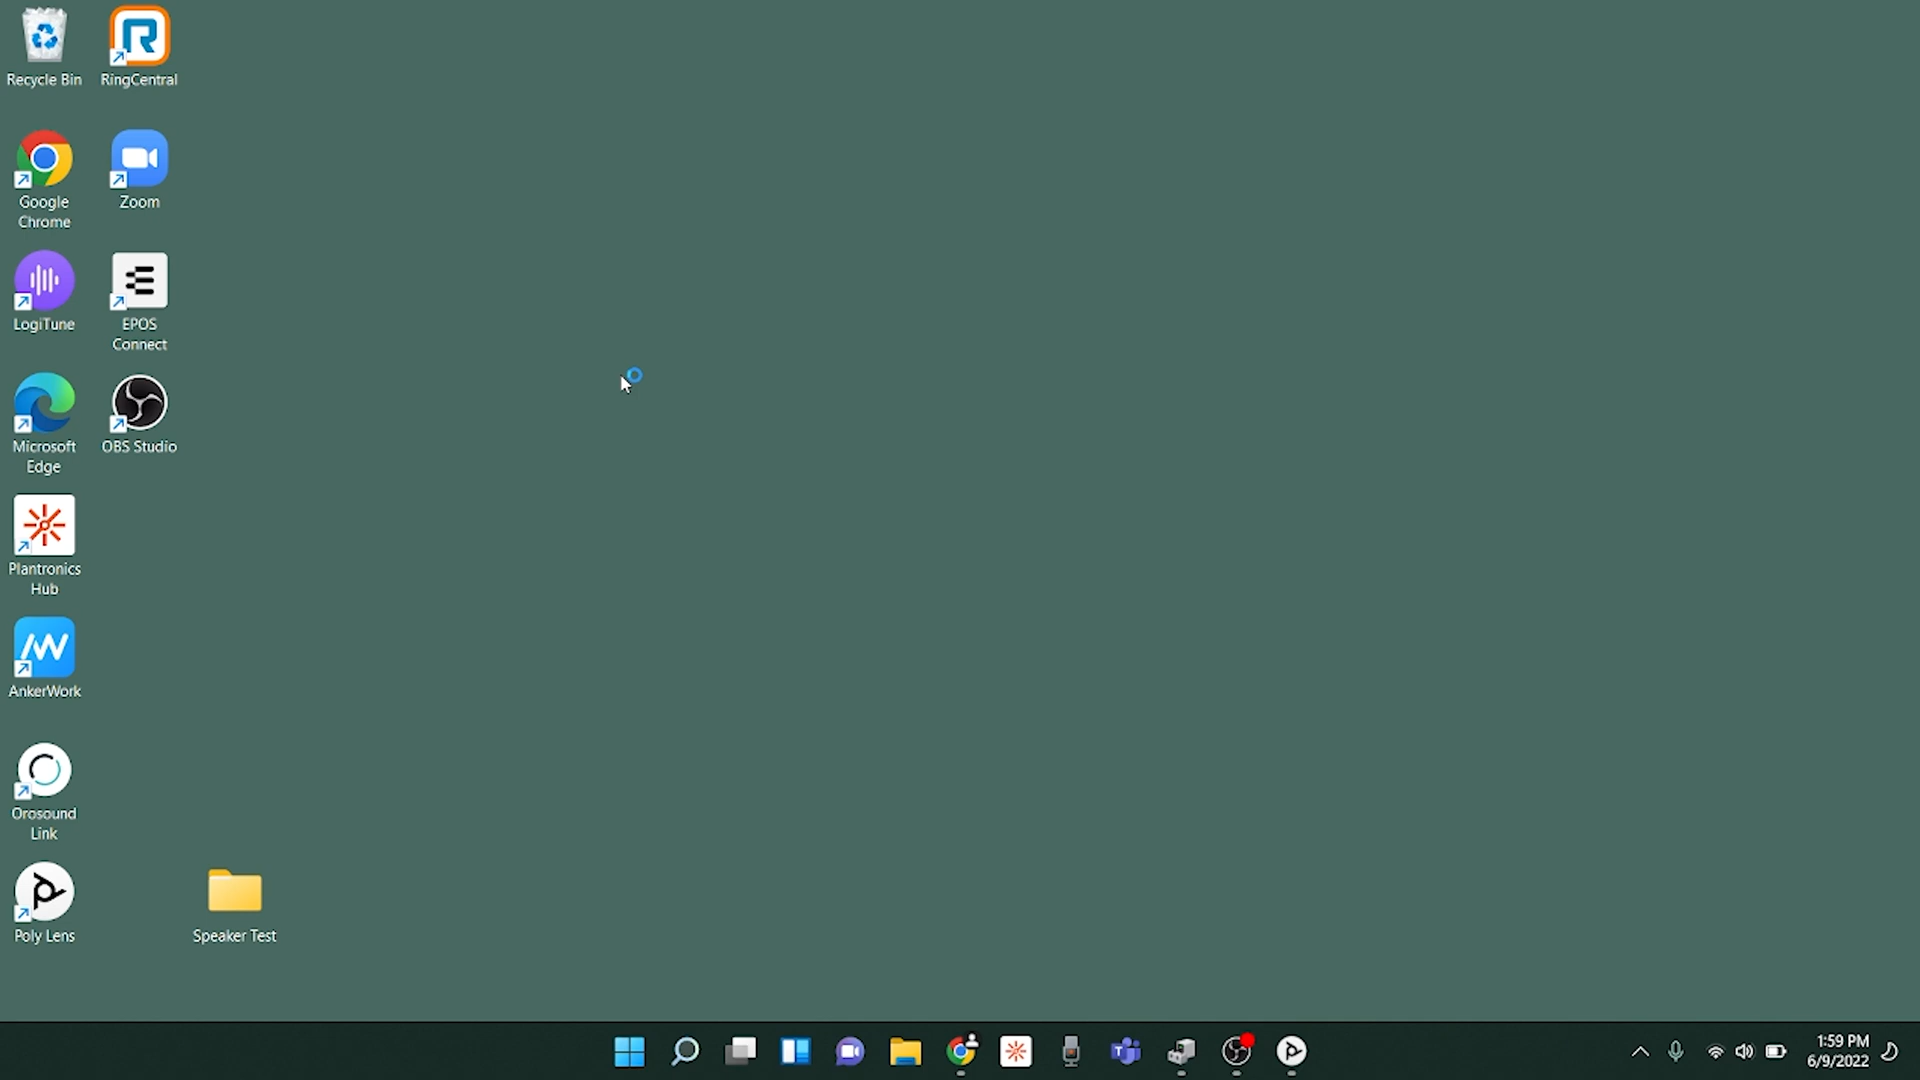 Recycle Bin
RingCentral
Google
Chrome
Zoom
LogiTune
EPOS
Connect
Microsoft
Edge
OBS Studio
Plantronics
Hub
AnkerWork
Orosound
Link
Poly Lens
Speaker Test
1:59 PM
6/9/2022